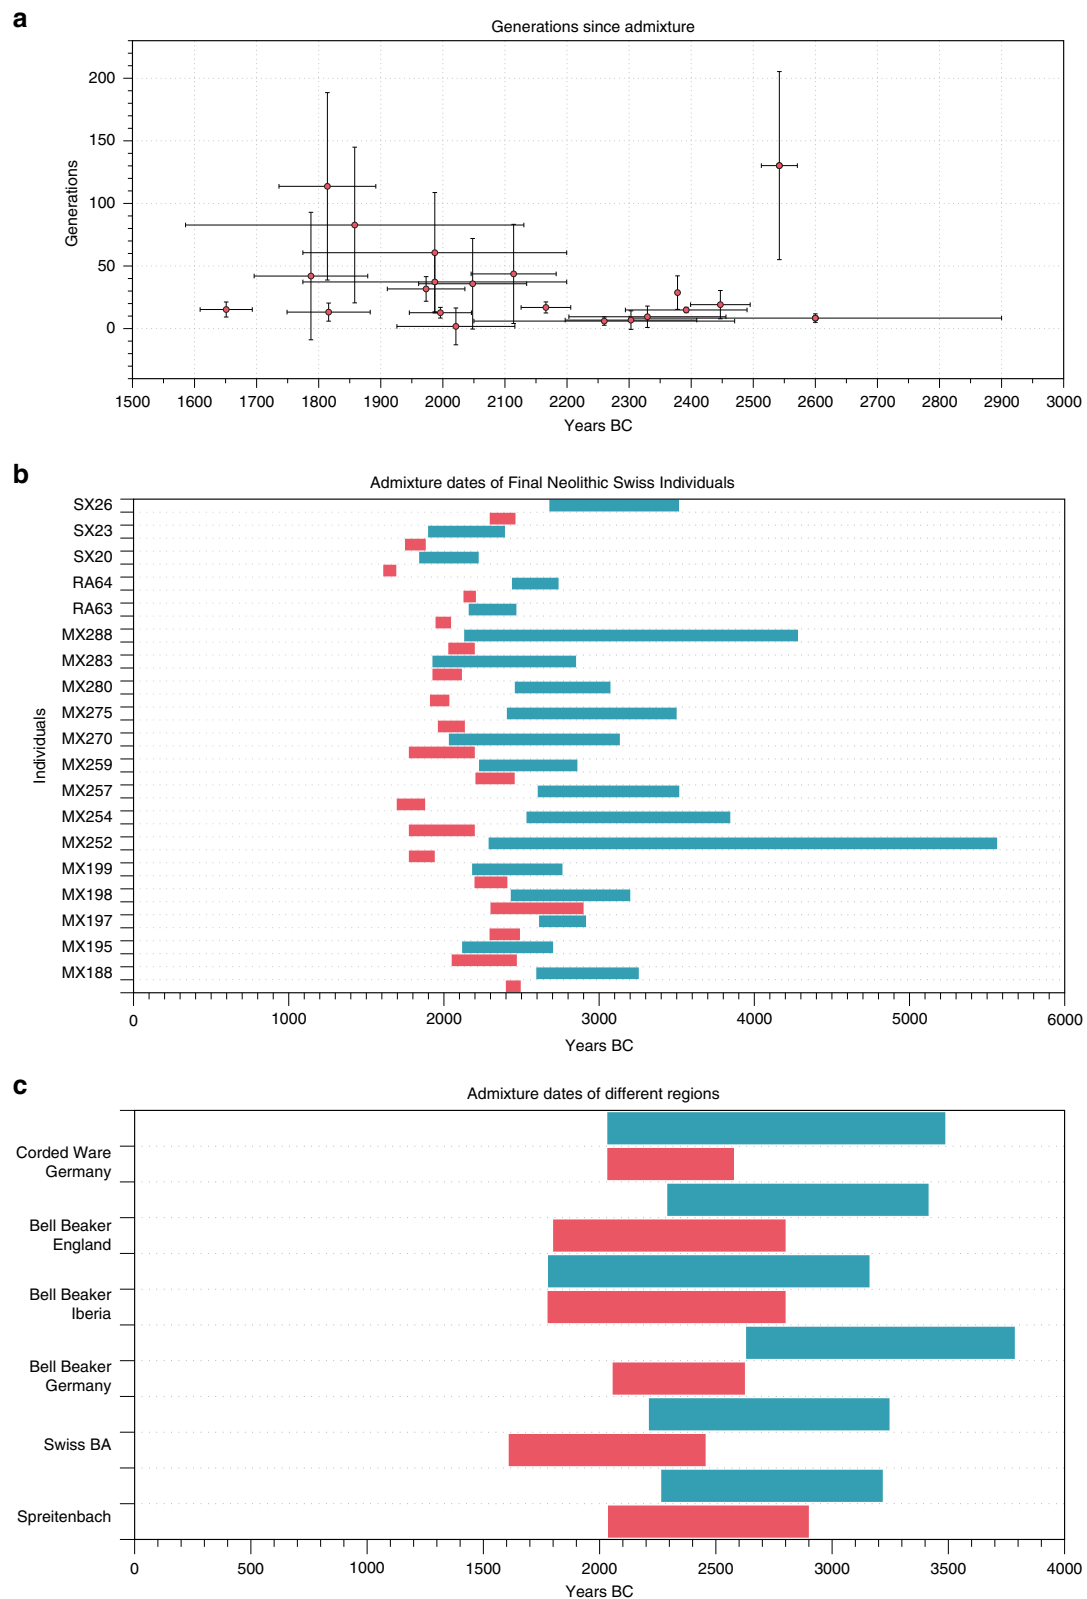 a
Generations since admixture
Generations
200
150
100
50
0
1500 1600 1700 1800 1900 2000 2100 2200 2300 2400 2500 2600 2700 2800 2900 3000
Years BC
b
Admixture dates of Final Neolithic Swiss Individuals
Individuals
SX26
SX23
SX20
RA64
RA63
MX288
MX283
MX280
MX275
MX270
MX259
MX257
MX254
MX252
MX199
MX198
MX197
MX195
MX188
0 1000 2000 3000 4000 5000 6000
Years BC
c
Admixture dates of different regions
Corded Ware
Germany
Bell Beaker
England
Bell Beaker
Iberia
Bell Beaker
Germany
Swiss BA
Spreitenbach
0 500 1000 1500 2000 2500 3000 3500 4000
Years BC